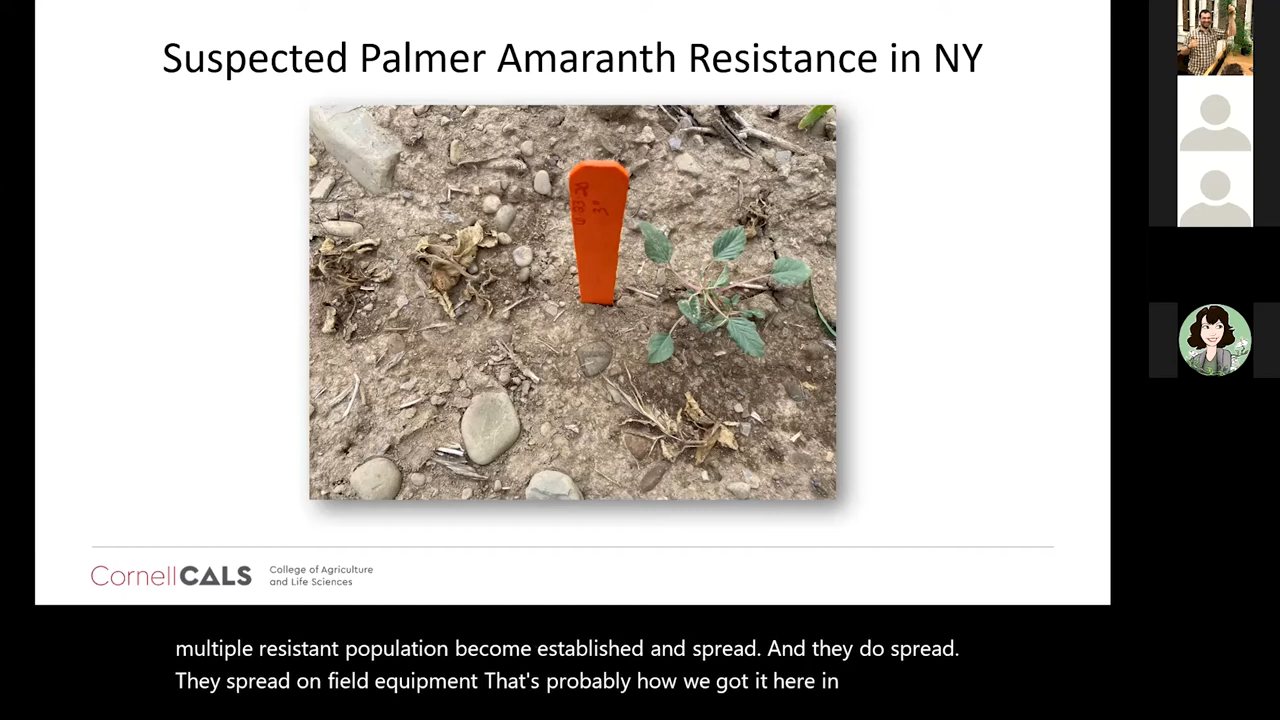 Suspected Palmer Amaranth Resistance in NY
CornellCALS
College of Agriculture
and Life Sciences
multiple resistant population become established and spread. And they do spread.
They spread on field equipment That's probably how we got it here in